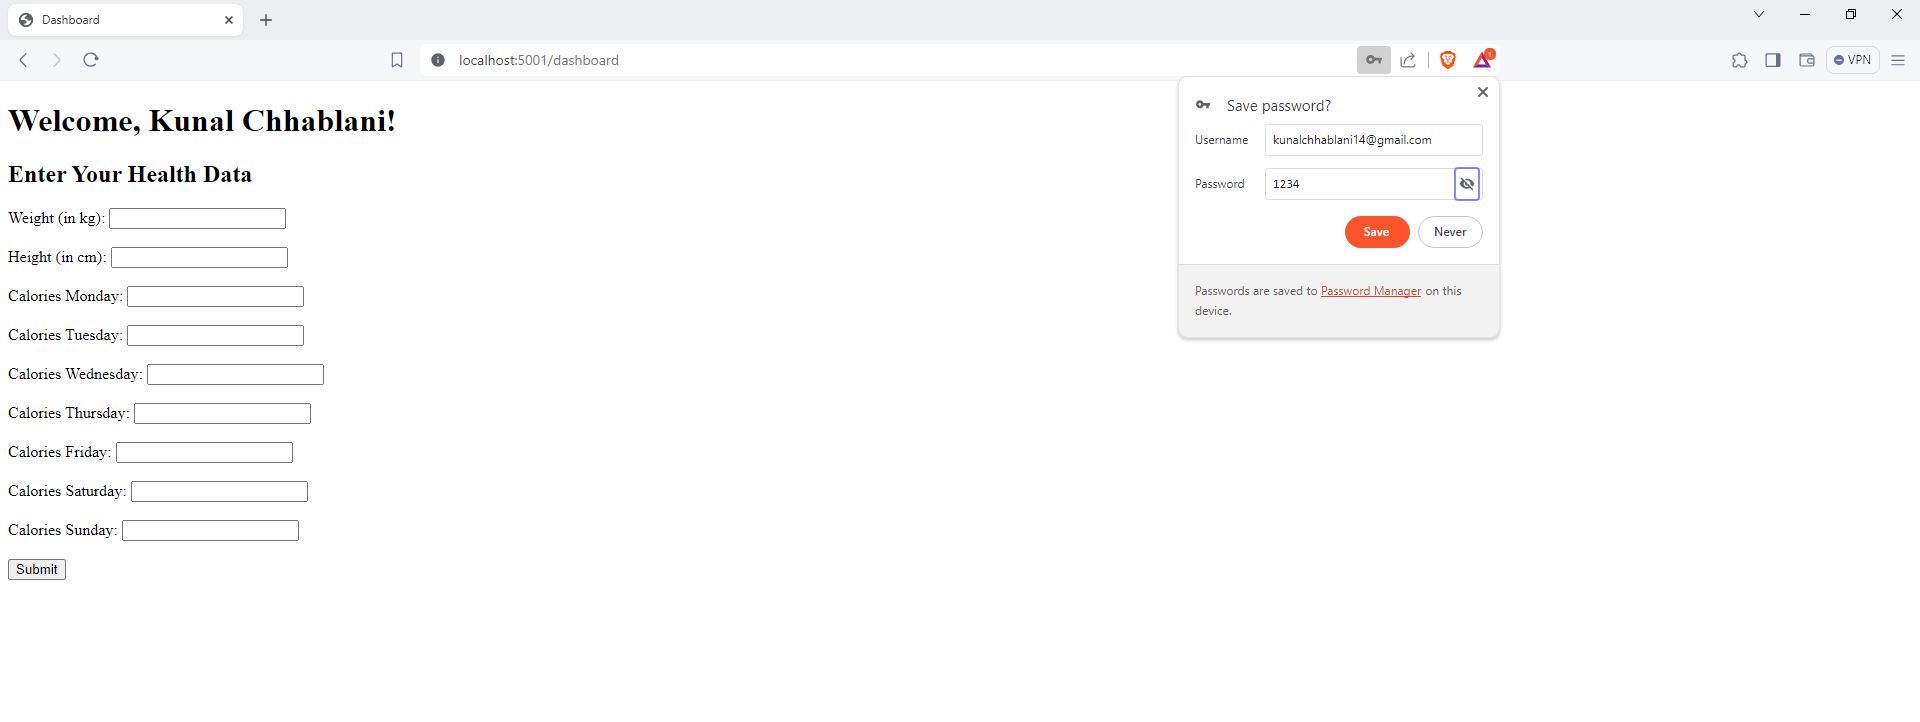 Dashboard
localhost:5001/dashboard
1
VPN
Welcome, Kunal Chhablani!
Enter Your Health Data
Weight (in kg):
Height (in cm):
Calories Monday:
Calories Tuesday:
Calories Wednesday:
Calories Thursday:
Calories Friday:
Calories Saturday:
Calories Sunday:
Submit
Save password?
Username kunalchhablani14@gmail.com
Password 1234
Save Never
Passwords are saved to Password Manager on this
device.